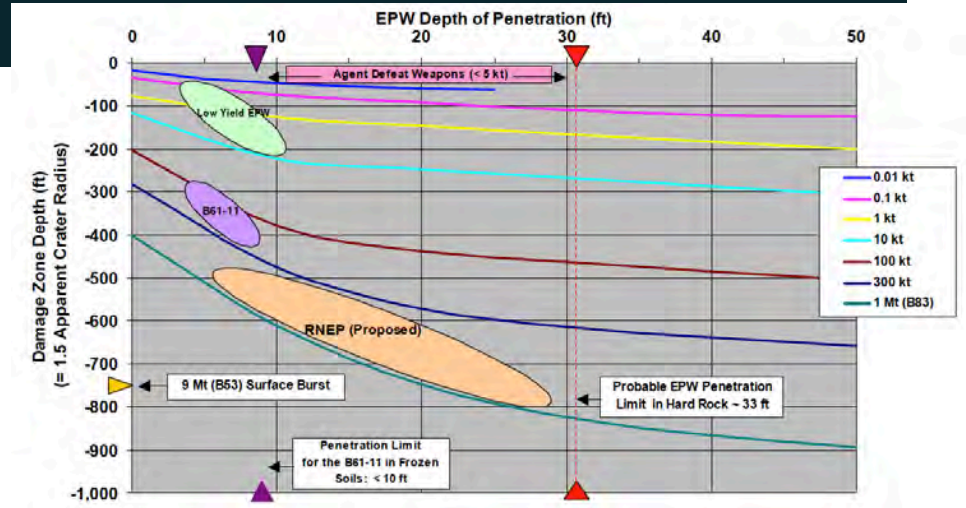 EPW Depth of Penetration (ft)
0 10 20 30 40 50
0
-100
-200
-300
-400
-500
-600
-700
-800
-900
-1,000
Damage Zone Depth (ft)
(= 1.5 Apparent Crater Radius)
Agent Defeat Weapons (< 5 kt)
Low Yield EPW
B61-11
RNEP (Proposed)
9 Mt (B53) Surface Burst
Probable EPW Penetration
Limit in Hard Rock ~ 33 ft
Penetration Limit
for the B61-11 in Frozen
Soils: < 10 ft
0.01 kt
0.1 kt
1 kt
10 kt
100 kt
300 kt
1 Mt (B83)